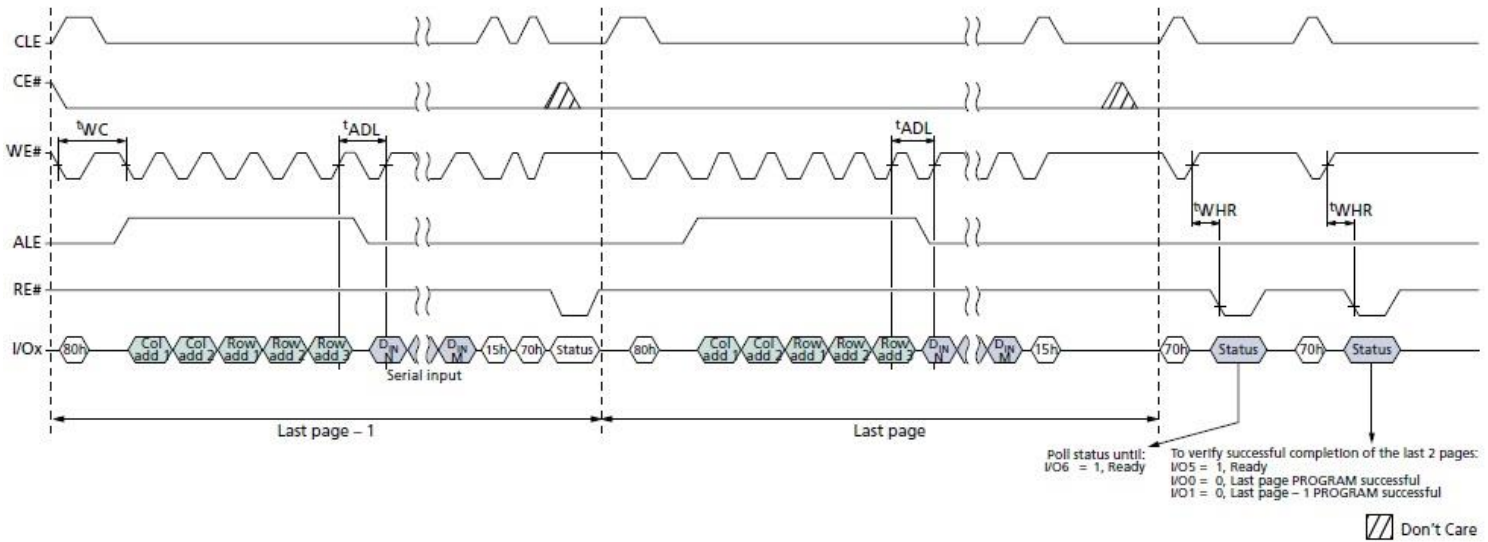 CLE
CE#
tWC
tADL
tADL
WE#
tWHR
tWHR
ALE
RE#
I/Ox
80h
Col add 1
Col add 2
Row add 1
Row add 2
Row add 3
DIN N
DIN M
15h
70h
Status
80h
Col add 1
Col add 2
Row add 1
Row add 2
Row add 3
DIN N
DIN M
15h
70h
Status
70h
Status
Serial input
Last page – 1
Last page
Poll status until:
I/O6 = 1, Ready
To verify successful completion of the last 2 pages:
I/O5 = 1, Ready
I/O0 = 0, Last page PROGRAM successful
I/O1 = 0, Last page – 1 PROGRAM successful
Don't Care